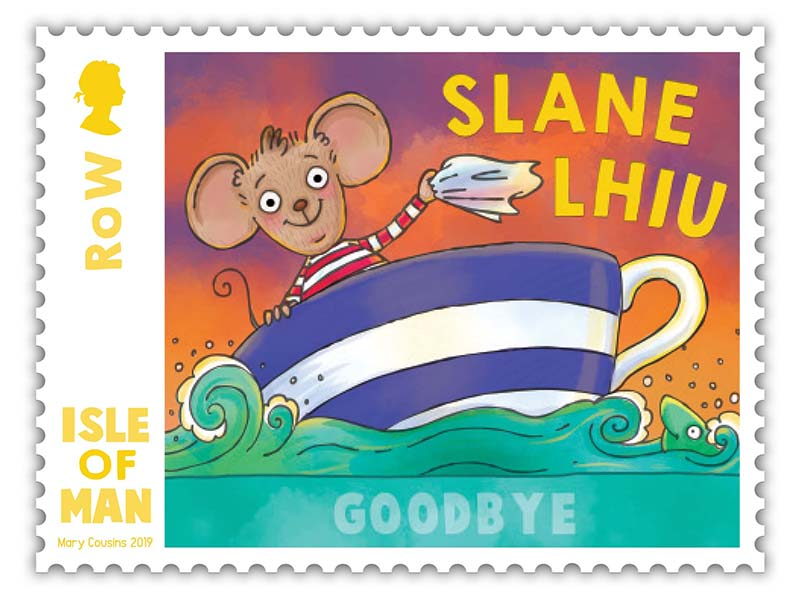 RoW
ISLE
OF
MAN
Mary Cousins 2019
SLANE
LHIU
GOODBYE